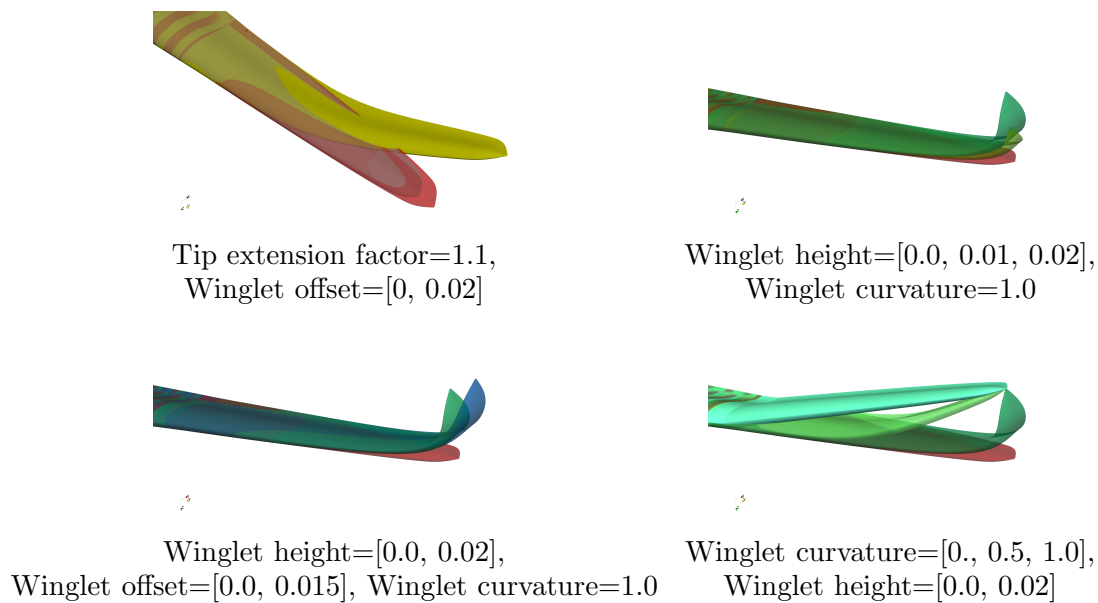 Tip extension factor=1.1,
Winglet offset=[0, 0.02]
Winglet height=[0.0, 0.01, 0.02],
Winglet curvature=1.0
Winglet height=[0.0, 0.02],
Winglet offset=[0.0, 0.015], Winglet curvature=1.0
Winglet curvature=[0., 0.5, 1.0],
Winglet height=[0.0, 0.02]